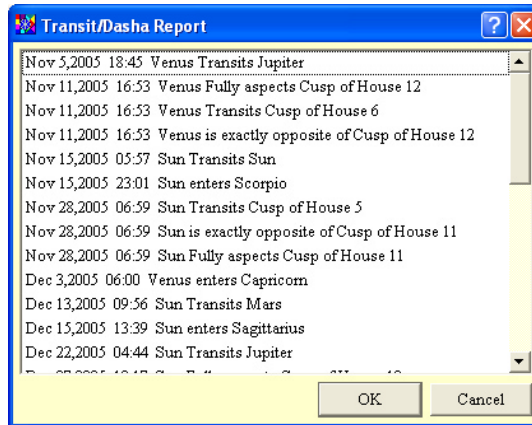 Transit/Dasha Report
Nov 5,2005 18:45 Venus Transits Jupiter
Nov 11,2005 16:53 Venus Fully aspects Cusp of House 12
Nov 11,2005 16:53 Venus Transits Cusp of House 6
Nov 11,2005 16:53 Venus is exactly opposite of Cusp of House 12
Nov 15,2005 05:57 Sun Transits Sun
Nov 15,2005 23:01 Sun enters Scorpio
Nov 28,2005 06:59 Sun Transits Cusp of House 5
Nov 28,2005 06:59 Sun is exactly opposite of Cusp of House 11
Nov 28,2005 06:59 Sun Fully aspects Cusp of House 11
Dec 3,2005 06:00 Venus enters Capricorn
Dec 13,2005 09:56 Sun Transits Mars
Dec 15,2005 13:39 Sun enters Sagittarius
Dec 22,2005 04:44 Sun Transits Jupiter
OK
Cancel